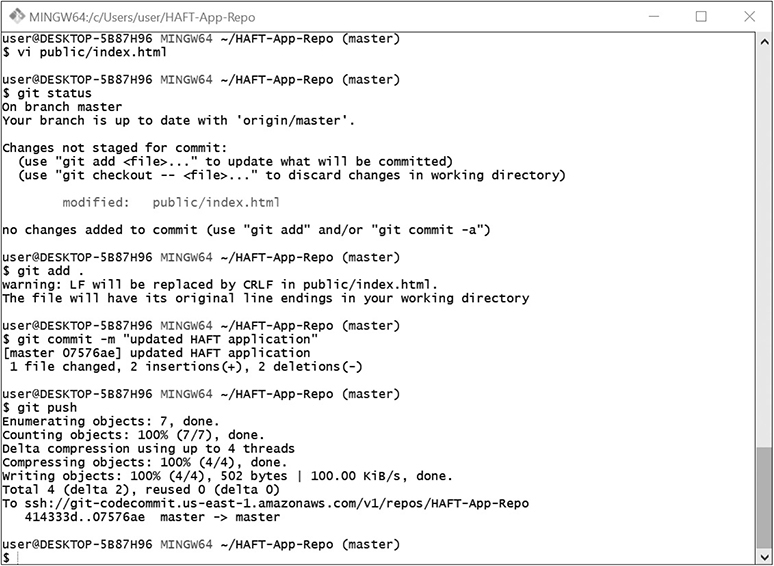 MINGW64:/c/Users/user/HAFT-App-Repo
user@DESKTOP-5B87H96 MINGW64 ~/HAFT-App-Repo (master)
$ vi public/index.html
user@DESKTOP-5B87H96 MINGW64 ~/HAFT-App-Repo (master)
$ git status
On branch master
Your branch is up to date with 'origin/master'.
Changes not staged for commit:
  (use "git add <file>..." to update what will be committed)
  (use "git checkout -- <file>..." to discard changes in working directory)
        modified:   public/index.html
no changes added to commit (use "git add" and/or "git commit -a")
user@DESKTOP-5B87H96 MINGW64 ~/HAFT-App-Repo (master)
$ git add .
warning: LF will be replaced by CRLF in public/index.html.
The file will have its original line endings in your working directory
user@DESKTOP-5B87H96 MINGW64 ~/HAFT-App-Repo (master)
$ git commit -m "updated HAFT application"
[master 07576ae] updated HAFT application
 1 file changed, 2 insertions(+), 2 deletions(-)
user@DESKTOP-5B87H96 MINGW64 ~/HAFT-App-Repo (master)
$ git push
Enumerating objects: 7, done.
Counting objects: 100% (7/7), done.
Delta compression using up to 4 threads
Compressing objects: 100% (4/4), done.
Writing objects: 100% (4/4), 502 bytes | 100.00 KiB/s, done.
Total 4 (delta 2), reused 0 (delta 0)
To ssh://git-codecommit.us-east-1.amazonaws.com/v1/repos/HAFT-App-Repo
   414333d..07576ae  master -> master
user@DESKTOP-5B87H96 MINGW64 ~/HAFT-App-Repo (master)
$